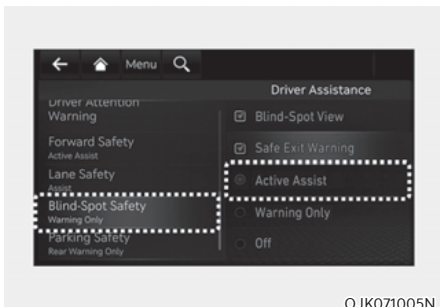 Menu
Driver Assistance
Driver Attention
Warning
Forward Safety
Active Assist
Lane Safety
Assist
Blind-Spot Safety
Warning Only
Parking Safety
Rear Warning Only
Blind-Spot View
Safe Exit Warning
Active Assist
Warning Only
Off
OJK071005N